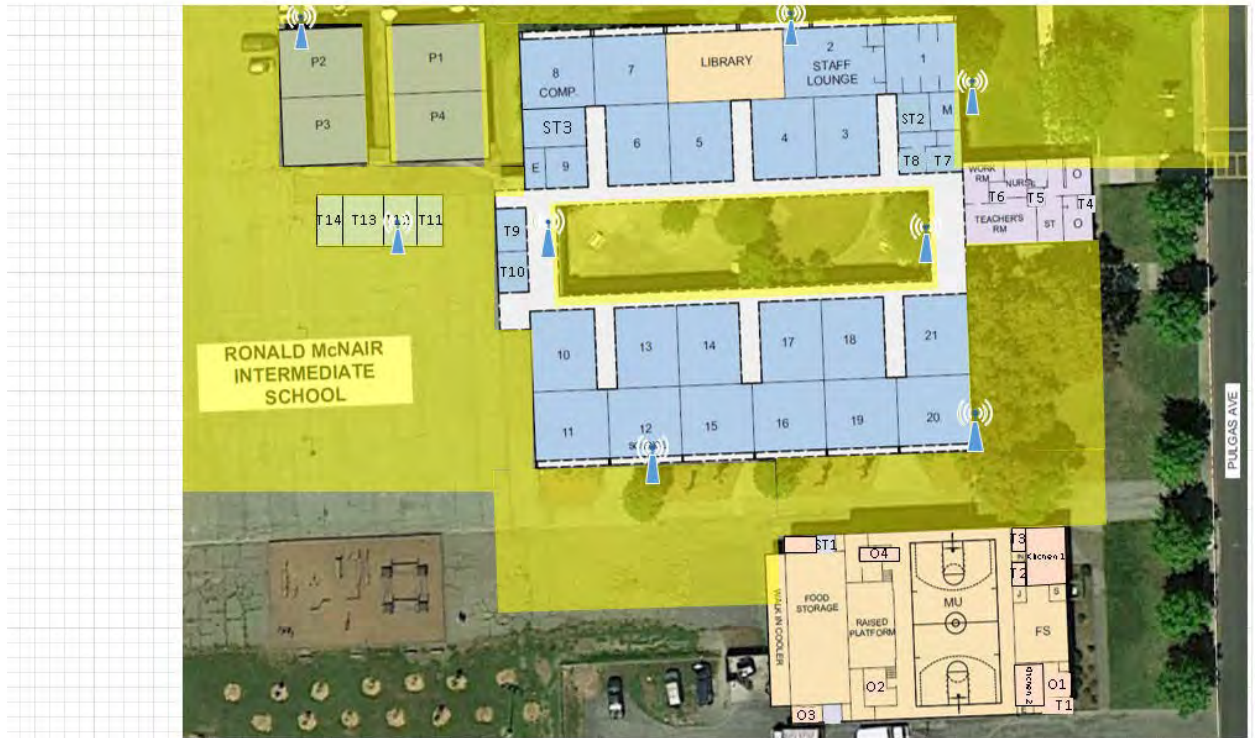 P2
P1
P3
P4
8
COMP.
7
LIBRARY
2
STAFF
LOUNGE
1
ST3
6
5
4
3
ST2
M
E
9
T8
T7
WORK
RM
NURSE
O
T6
T5
T4
TEACHER'S
RM
ST
O
T14
T13
T11
T9
T10
RONALD McNAIR
INTERMEDIATE
SCHOOL
10
13
14
17
18
21
11
12
15
16
19
20
PULGAS AVE
ST1
O4
T3
Kitchen 1
T2
WALK IN COOLER
FOOD
STORAGE
RAISED
PLATFORM
MU
J
S
FS
O2
Kitchen 2
O1
O3
T1